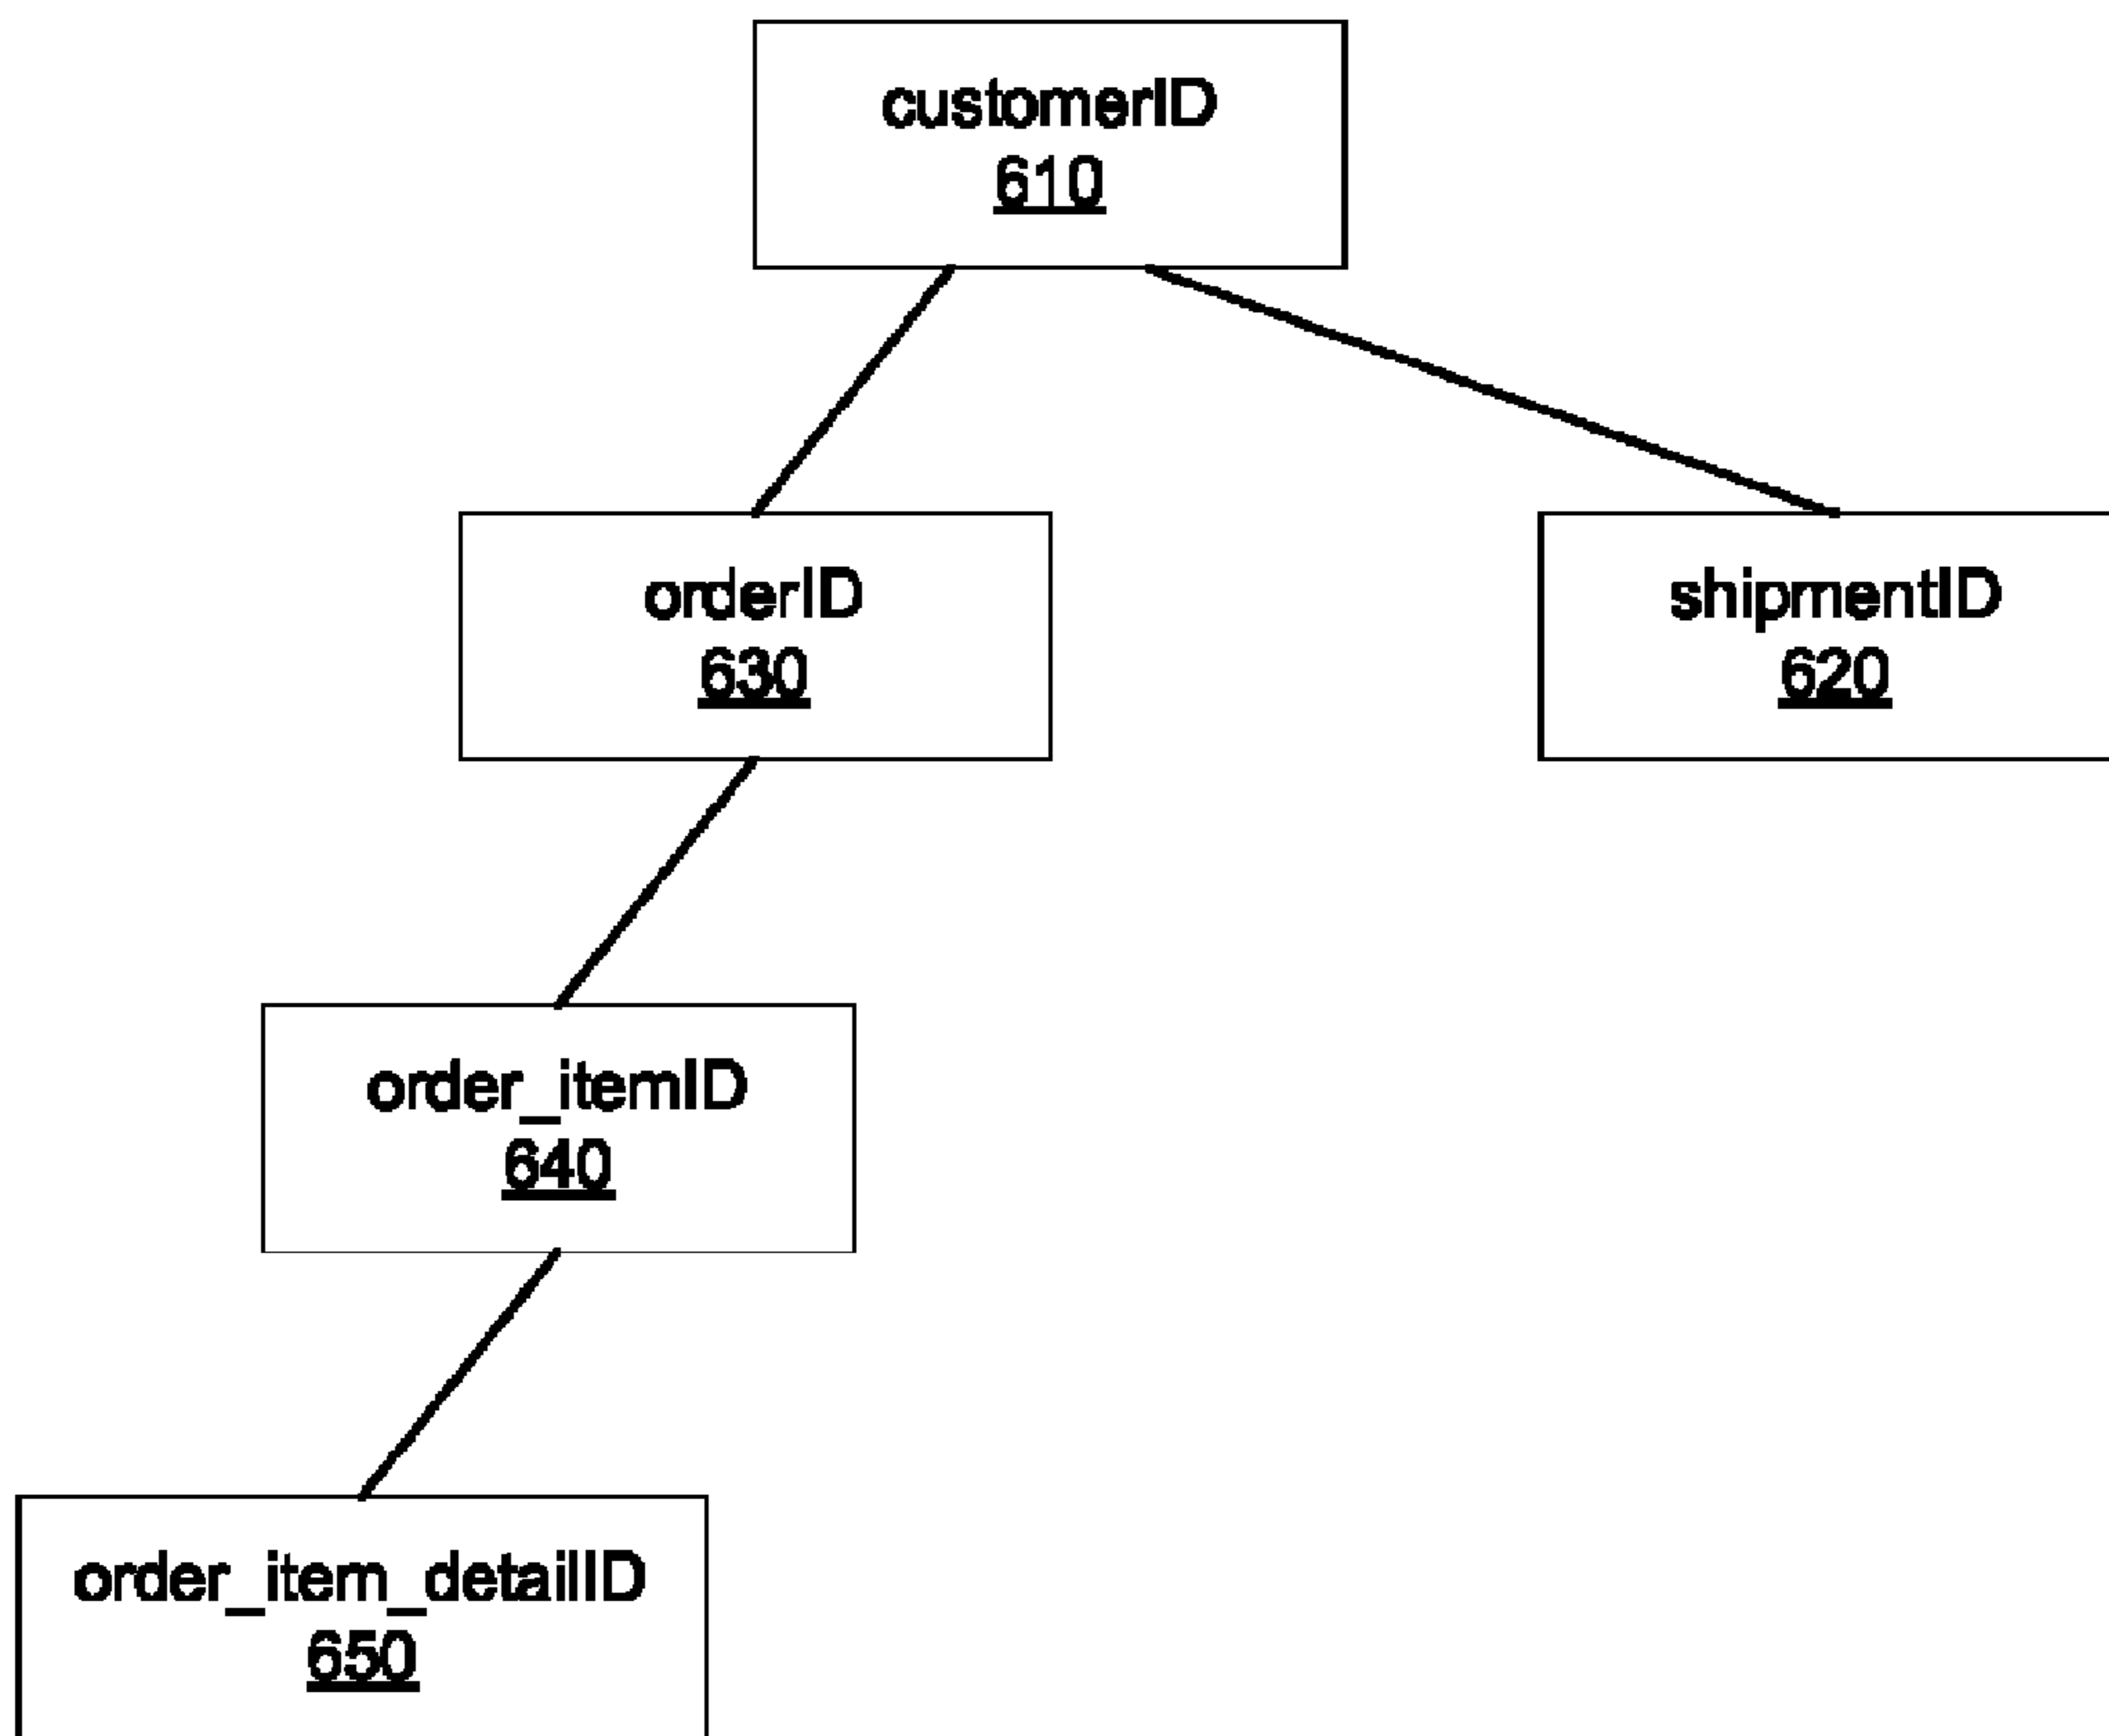 customerID
610
orderID
630
shipmentID
620
order_itemID
640
order_item_detailID
650